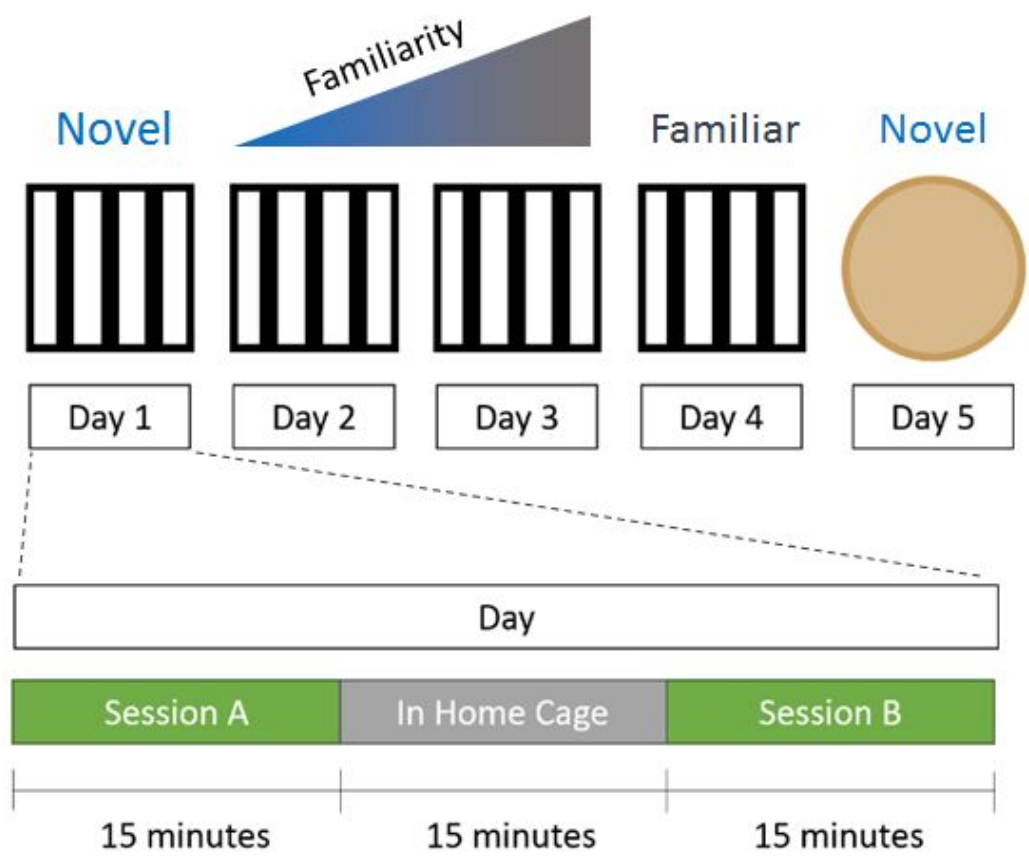 Familiarity
Novel
Familiar
Novel
Day 1
Day 2
Day 3
Day 4
Day 5
Day
Session A
In Home Cage
Session B
15 minutes
15 minutes
15 minutes